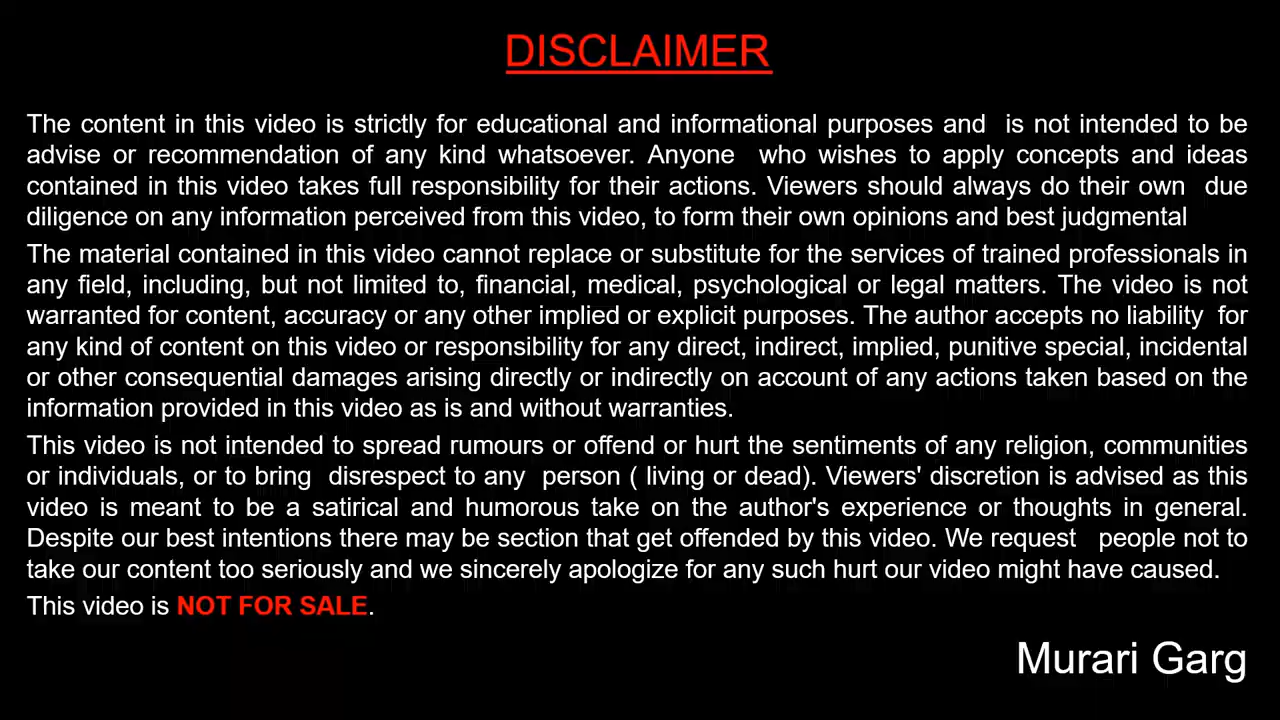 DISCLAIMER
The content in this video is strictly for educational and informational purposes and is not intended to be
advise or recommendation of any kind whatsoever. Anyone who wishes to apply concepts and ideas
contained in this video takes full responsibility for their actions. Viewers should always do their own due
diligence on any information perceived from this video, to form their own opinions and best judgmental
The material contained in this video cannot replace or substitute for the services of trained professionals in
any field, including, but not limited to, financial, medical, psychological or legal matters. The video is not
warranted for content, accuracy or any other implied or explicit purposes. The author accepts no liability for
any kind of content on this video or responsibility for any direct, indirect, implied, punitive special, incidental
or other consequential damages arising directly or indirectly on account of any actions taken based on the
information provided in this video as is and without warranties.
This video is not intended to spread rumours or offend or hurt the sentiments of any religion, communities
or individuals, or to bring disrespect to any person ( living or dead). Viewers' discretion is advised as this
video is meant to be a satirical and humorous take on the author's experience or thoughts in general.
Despite our best intentions there may be section that get offended by this video. We request people not to
take our content too seriously and we sincerely apologize for any such hurt our video might have caused.
This video is NOT FOR SALE.
Murari Garg